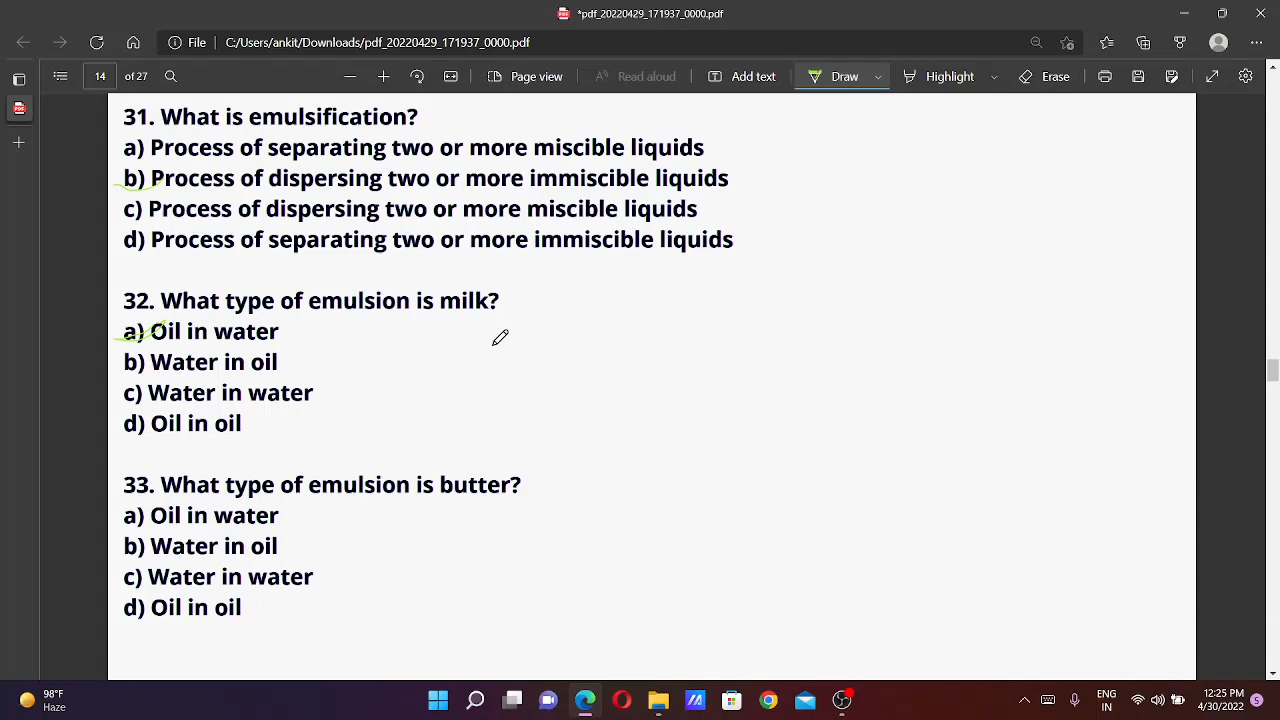 *pdf_20220429_171937_0000.pdf
File C:/Users/ankit/Downloads/pdf_20220429_171937_0000.pdf
14 of 27 Page view Read aloud Add text Draw Highlight Erase
31. What is emulsification?
a) Process of separating two or more miscible liquids
b) Process of dispersing two or more immiscible liquids
c) Process of dispersing two or more miscible liquids
d) Process of separating two or more immiscible liquids
32. What type of emulsion is milk?
a) Oil in water
b) Water in oil
c) Water in water
d) Oil in oil
33. What type of emulsion is butter?
a) Oil in water
b) Water in oil
c) Water in water
d) Oil in oil
98°F
Haze
ENG
IN
12:25 PM
4/30/2022
5